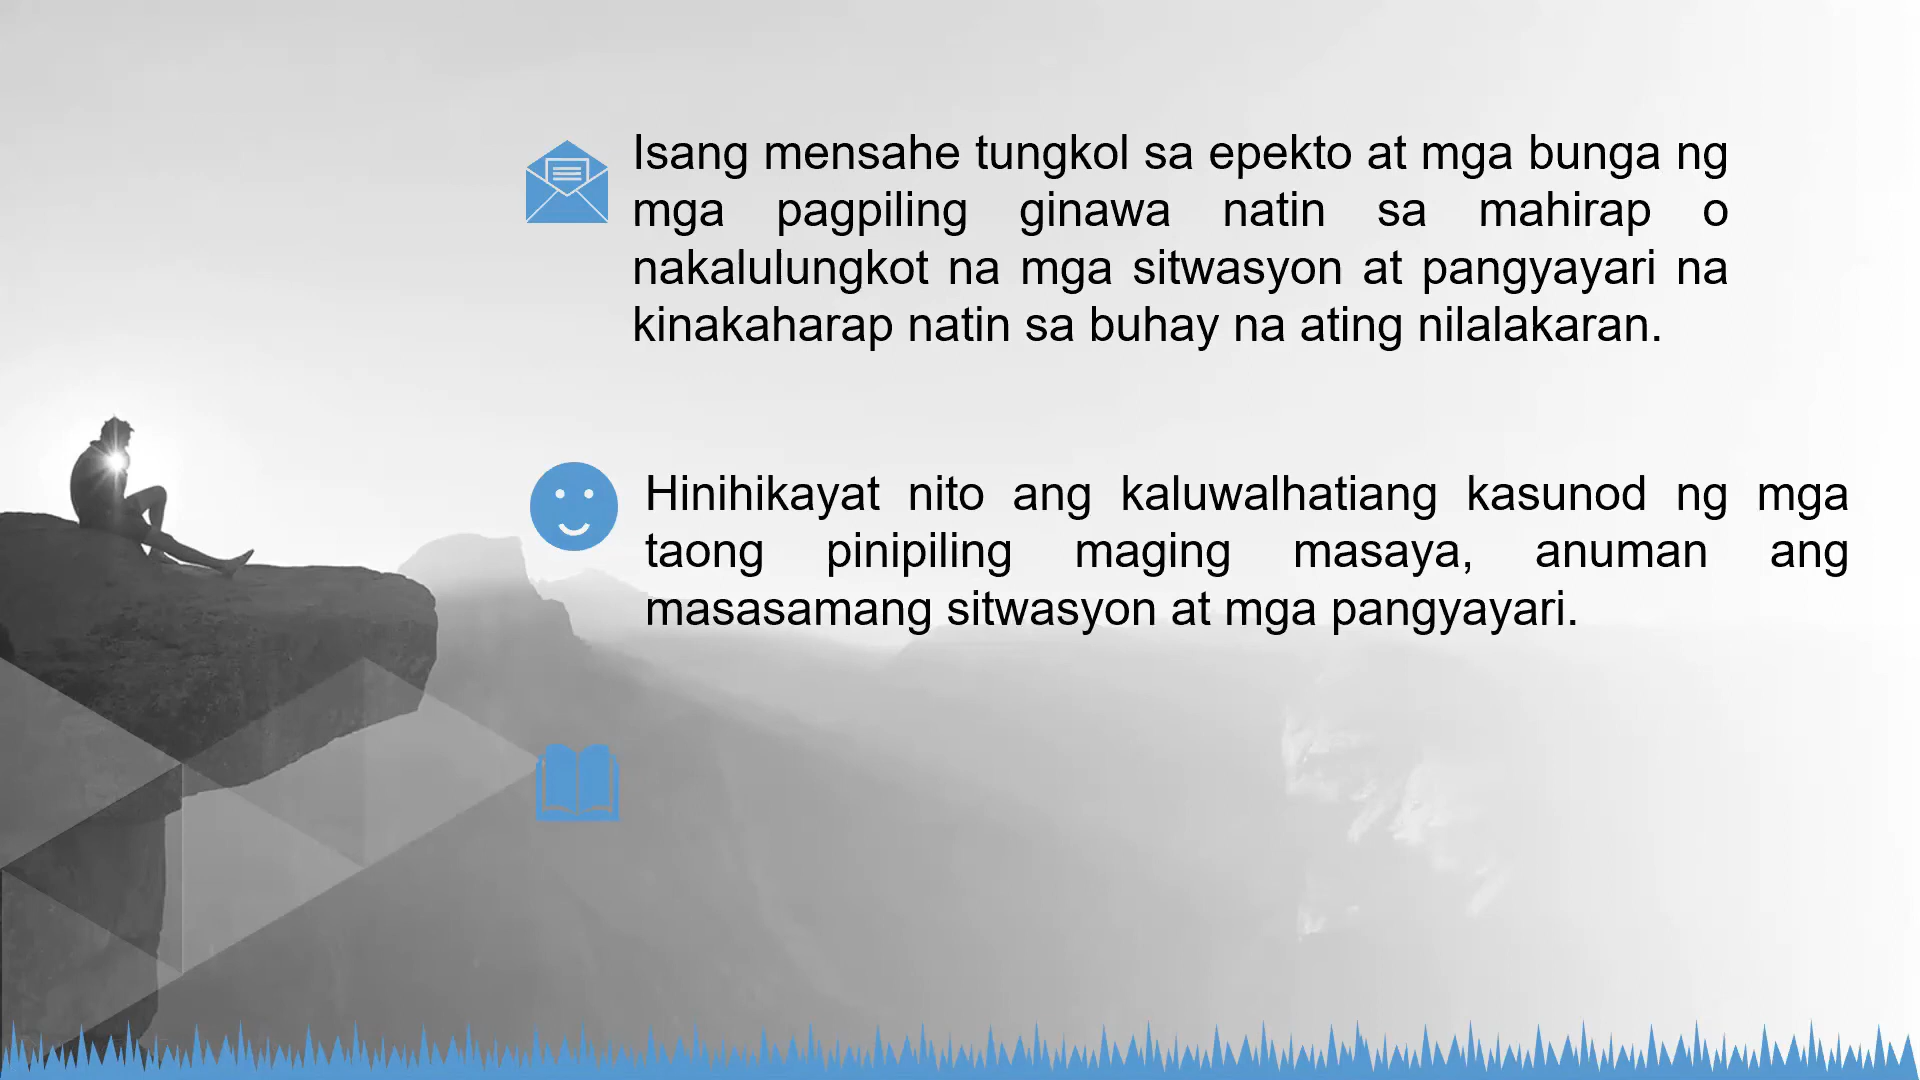 Isang mensahe tungkol sa epekto at mga bunga ng
mga pagpiling ginawa natin sa mahirap o
nakalulungkot na mga sitwasyon at pangyayari na
kinakaharap natin sa buhay na ating nilalakaran.
Hinihikayat nito ang kaluwalhatiang kasunod ng mga
taong pinipiling maging masaya, anuman ang
masasamang sitwasyon at mga pangyayari.